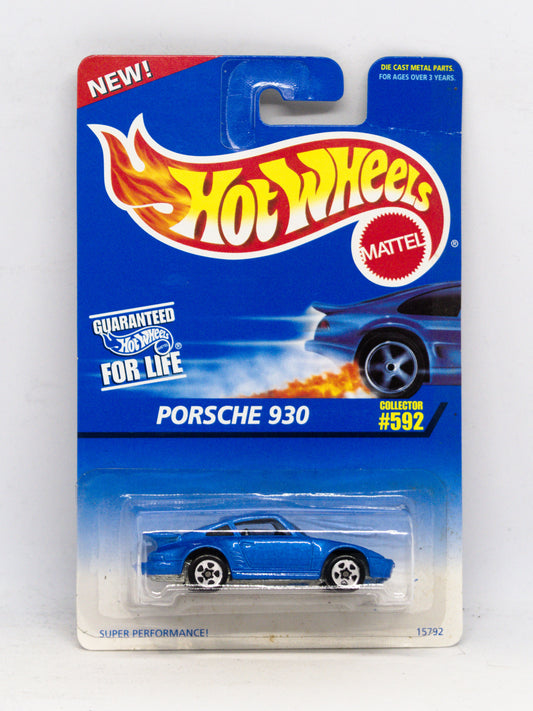 NEW!
DIE CAST METAL PARTS.
FOR AGES OVER 3 YEARS.
HOT WHEELS
MATTEL
®
GUARANTEED
Hot Wheels ®
FOR LIFE
PORSCHE 930
COLLECTOR
#592
SUPER PERFORMANCE!
15792